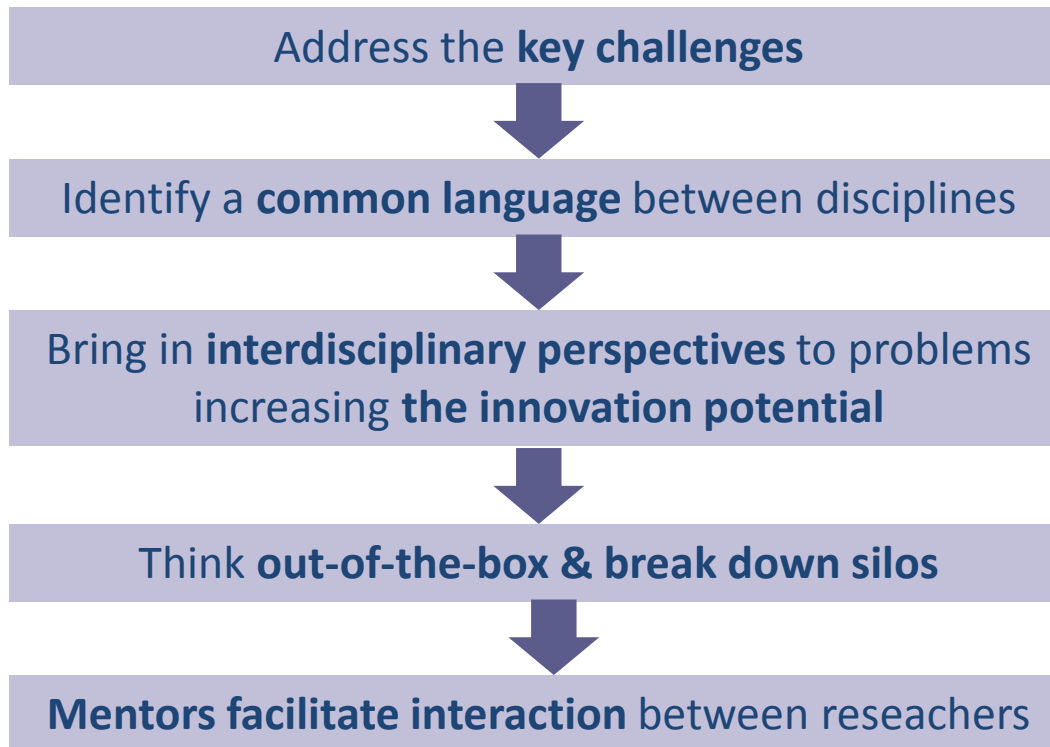 Address the key challenges
Identify a common language between disciplines
Bring in interdisciplinary perspectives to problems
increasing the innovation potential
Think out-of-the-box & break down silos
Mentors facilitate interaction between reseachers